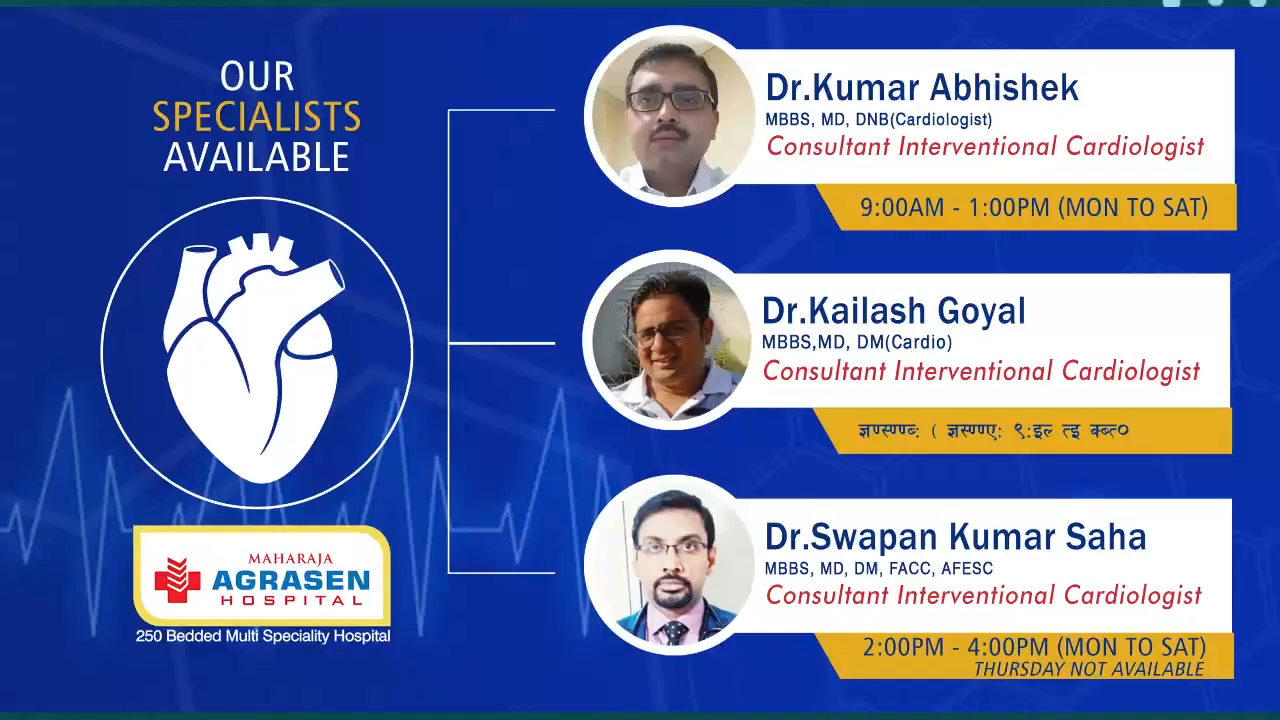 OUR
SPECIALISTS
AVAILABLE
MAHARAJA
AGRASEN
HOSPITAL
250 Bedded Multi Speciality Hospital
Dr.Kumar Abhishek
MBBS, MD, DNB(Cardiologist)
Consultant Interventional Cardiologist
9:00AM - 1:00PM (MON TO SAT)
Dr.Kailash Goyal
MBBS,MD, DM(Cardio)
Consultant Interventional Cardiologist
Dr.Swapan Kumar Saha
MBBS, MD, DM, FACC, AFESC
Consultant Interventional Cardiologist
2:00PM - 4:00PM (MON TO SAT)
THURSDAY NOT AVAILABLE